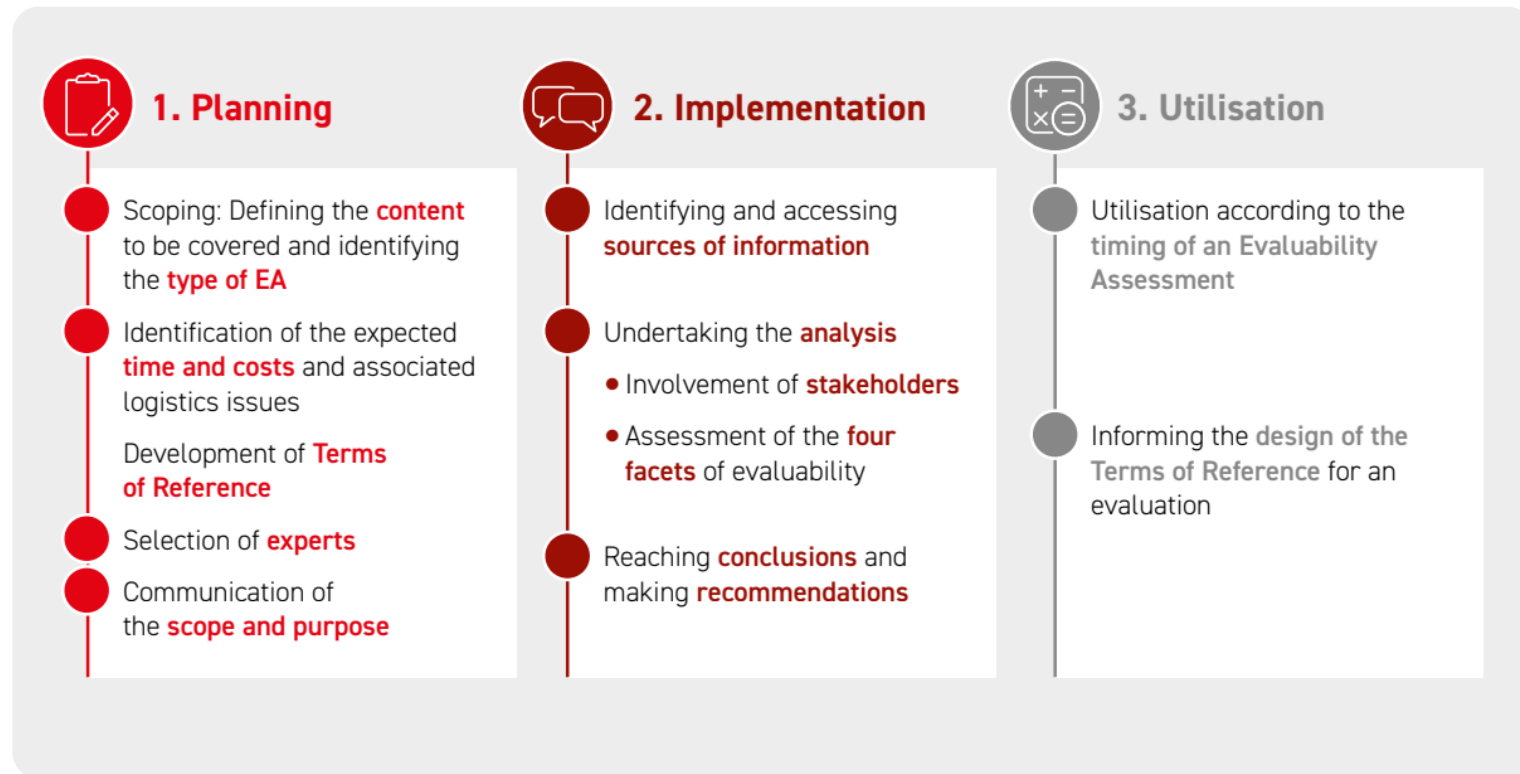 1. Planning
Scoping: Defining the content
to be covered and identifying
the type of EA
Identification of the expected
time and costs and associated
logistics issues
Development of Terms
of Reference
Selection of experts
Communication of
the scope and purpose
2. Implementation
Identifying and accessing
sources of information
Undertaking the analysis
• Involvement of stakeholders
• Assessment of the four
facets of evaluability
Reaching conclusions and
making recommendations
3. Utilisation
Utilisation according to the
timing of an Evaluability
Assessment
Informing the design of the
Terms of Reference for an
evaluation